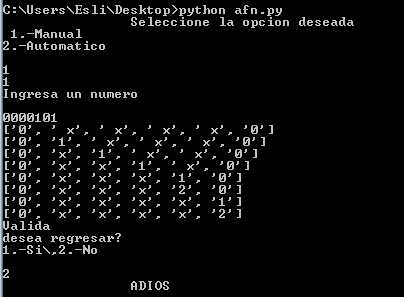 C:\Users\Esli\Desktop>python afn.py
Seleccione la opcion deseada
1.-Manual
2.-Automatico
1
1
Ingresa un numero
0000101
['0', ' x', ' x', ' x', ' x', '0']
['0', '1', ' x', ' x', ' x', '0']
['0', 'x', '1', ' x', ' x', '0']
['0', 'x', 'x', '1', ' x', '0']
['0', 'x', 'x', 'x', '1', '0']
['0', 'x', 'x', 'x', '2', '0']
['0', 'x', 'x', 'x', 'x', '1']
['0', 'x', 'x', 'x', 'x', '2']
Valida
desea regresar?
1.-Si\,2.-No
2
ADIOS